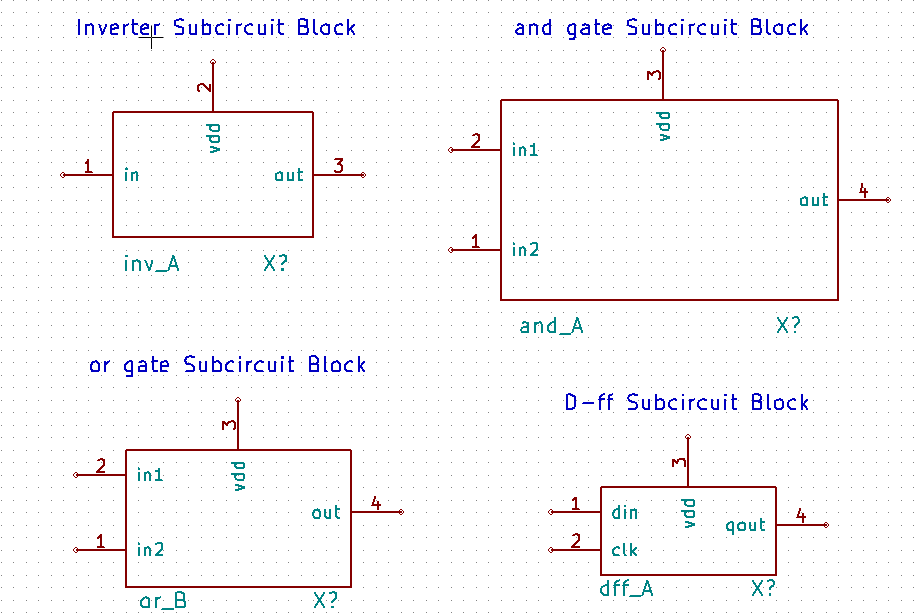 Inverter Subcircuit Block
2
vdd
1
in
out
3
inv_A
X?
and gate Subcircuit Block
3
vdd
2
in1
out
4
1
in2
and_A
X?
or gate Subcircuit Block
3
vdd
2
in1
out
4
1
in2
or_B
X?
D-ff Subcircuit Block
3
vdd
1
din
qout
4
2
clk
dff_A
X?